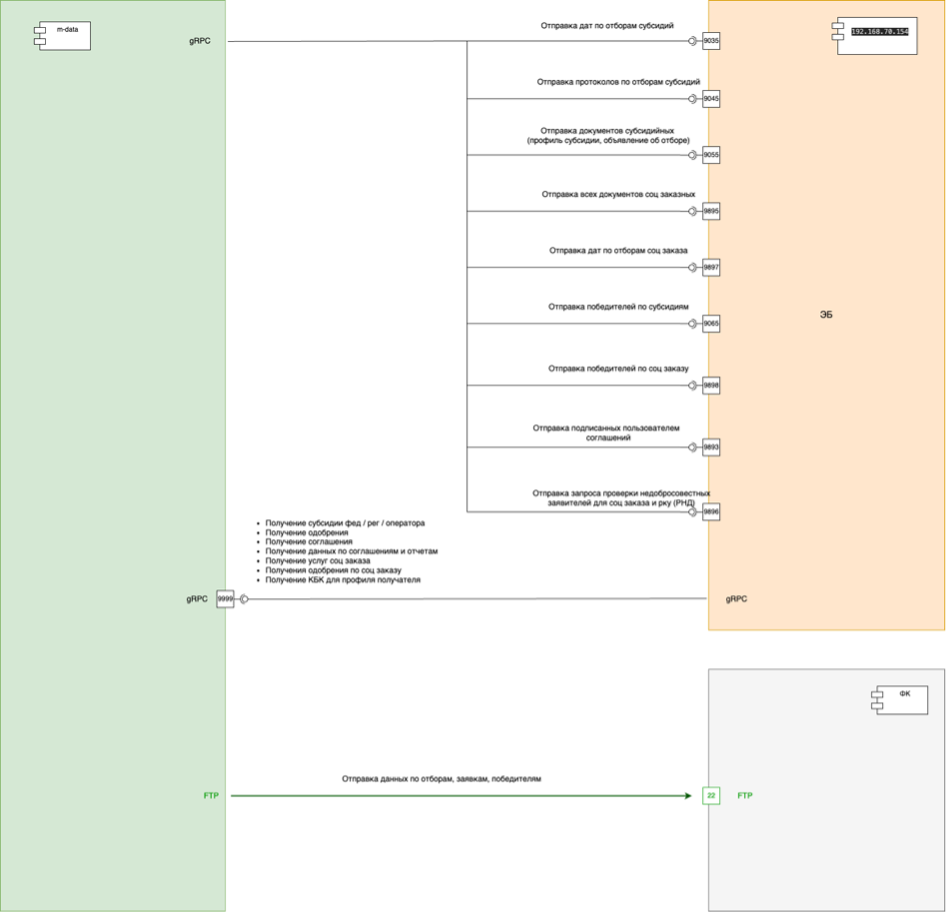 m-data
192.168.70.154
gRPC
Отправка дат по отборам субсидий
9035
Отправка протоколов по отборам субсидий
9045
Отправка документов субсидийных
(профиль субсидии, объявление об отборе)
9055
Отправка всех документов соц заказных
9895
Отправка дат по отборам соц заказа
9897
Отправка победителей по субсидиям
9065
ЭБ
Отправка победителей по соц заказу
9898
Отправка подписанных пользователем
соглашений
9893
Отправка запроса проверки недобросовестных
заявителей для соц заказа и рку (РНД)
9896
• Получение субсидии фед / рег / оператора
• Получение одобрения
• Получение соглашения
• Получение данных по соглашениям и отчетам
• Получение услуг соц заказа
• Получения одобрения по соц заказу
• Получение КБК для профиля получателя
gRPC
9999
gRPC
ФК
Отправка данных по отборам, заявкам, победителям
FTP
22
FTP